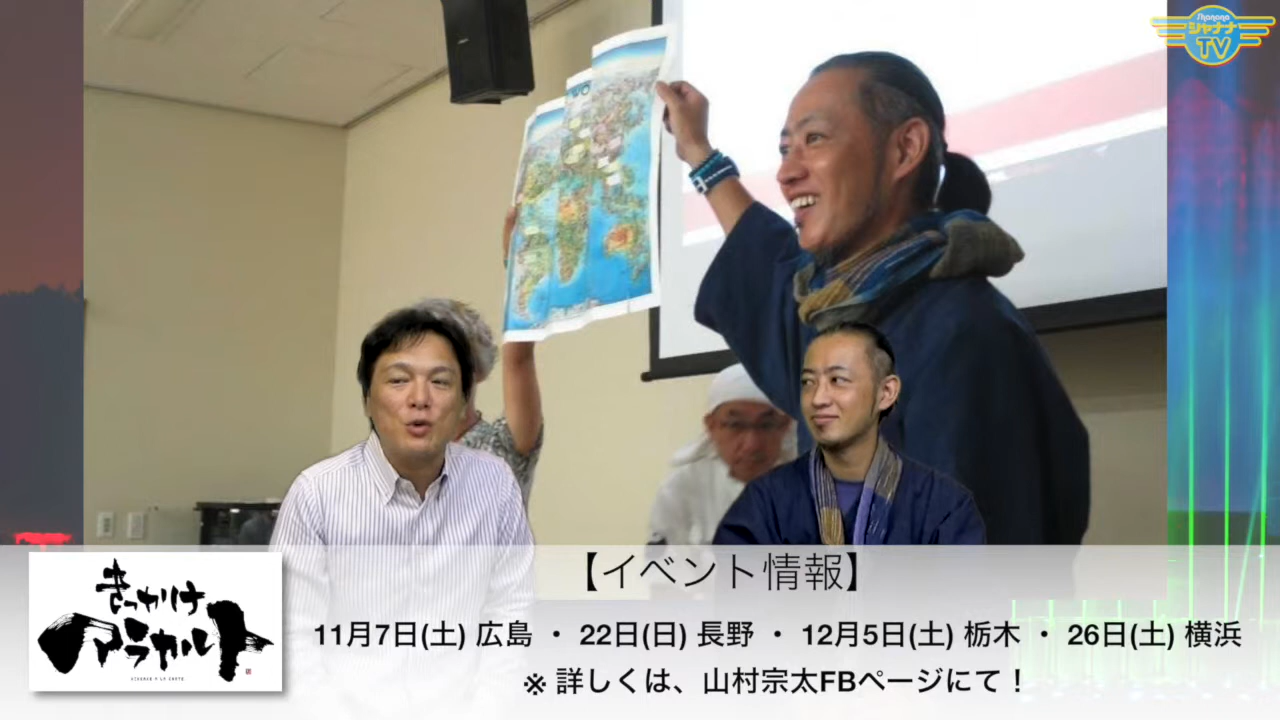 Shanana
シャナナ
TV
【イベント情報】
きっかけ
アラカルト
11月7日(土) 広島 ・ 22日(日) 長野 ・ 12月5日(土) 栃木 ・ 26日(土) 横浜
※ 詳しくは、山村宗太FBページにて！